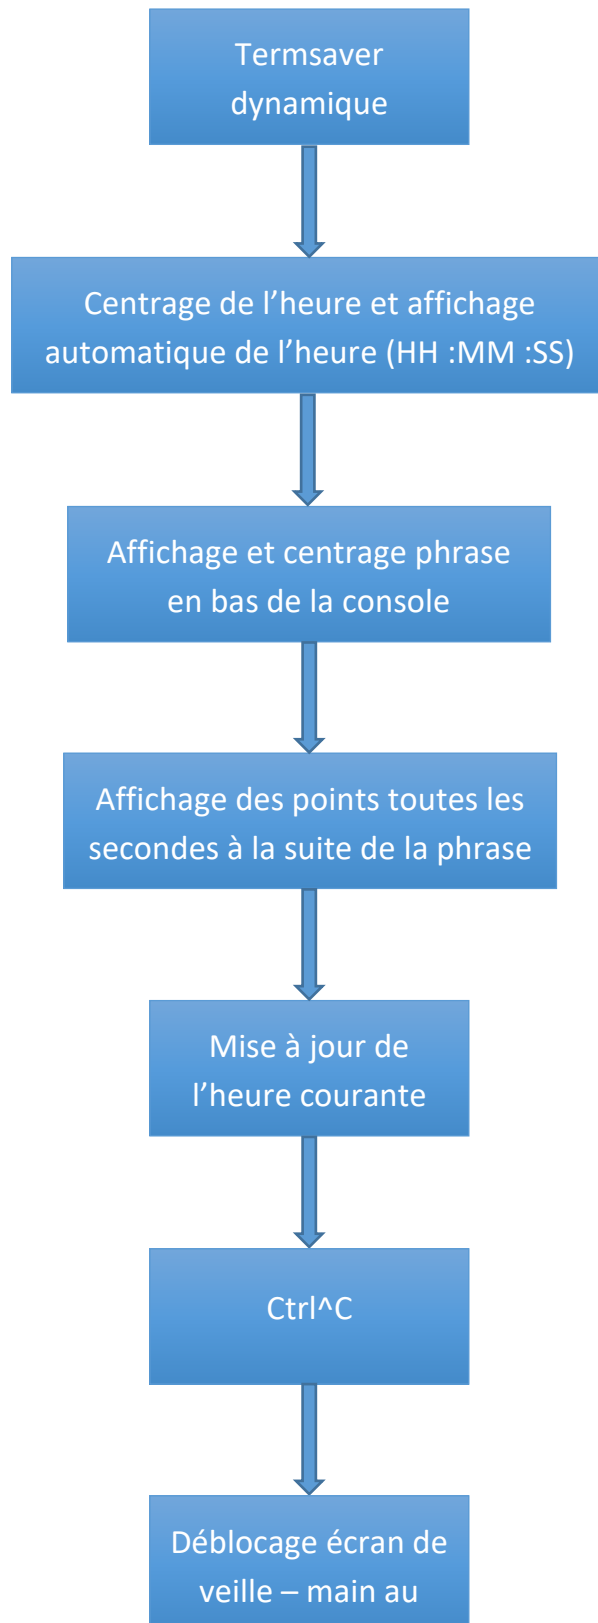 Termsaver
dynamique
Centrage de l’heure et affichage
automatique de l’heure (HH :MM :SS)
Affichage et centrage phrase
en bas de la console
Affichage des points toutes les
secondes à la suite de la phrase
Mise à jour de
l’heure courante
Ctrl^C
Déblocage écran de
veille – main au